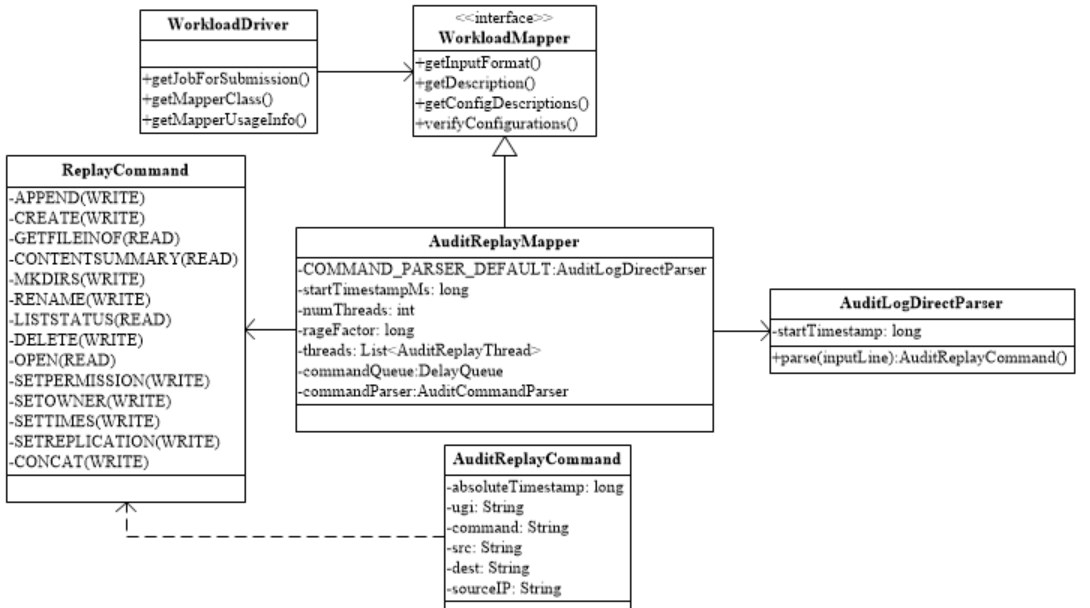 WorkloadDriver
+getJobForSubmission()
+getMapperClass()
+getMapperUsageInfo()
<<interface>>
WorkloadMapper
+getInputFormat()
+getDescription()
+getConfigDescriptions()
+verifyConfigurations()
ReplayCommand
-APPEND(WRITE)
-CREATE(WRITE)
-GETFILEINOF(READ)
-CONTENTSUMMARY(READ)
-MKDIRS(WRITE)
-RENAME(WRITE)
-LISTSTATUS(READ)
-DELETE(WRITE)
-OPEN(READ)
-SETPERMISSION(WRITE)
-SETOWNER(WRITE)
-SETTIMES(WRITE)
-SETREPLICATION(WRITE)
-CONCAT(WRITE)
AuditReplayMapper
-COMMAND_PARSER_DEFAULT:AuditLogDirectParser
-startTimestampMs: long
-numThreads: int
-rageFactor: long
-threads: List<AuditReplayThread>
-commandQueue:DelayQueue
-commandParser:AuditCommandParser
AuditLogDirectParser
-startTimestamp: long
+parse(inputLine):AuditReplayCommand()
AuditReplayCommand
-absoluteTimestamp: long
-ugi: String
-command: String
-src: String
-dest: String
-sourceIP: String